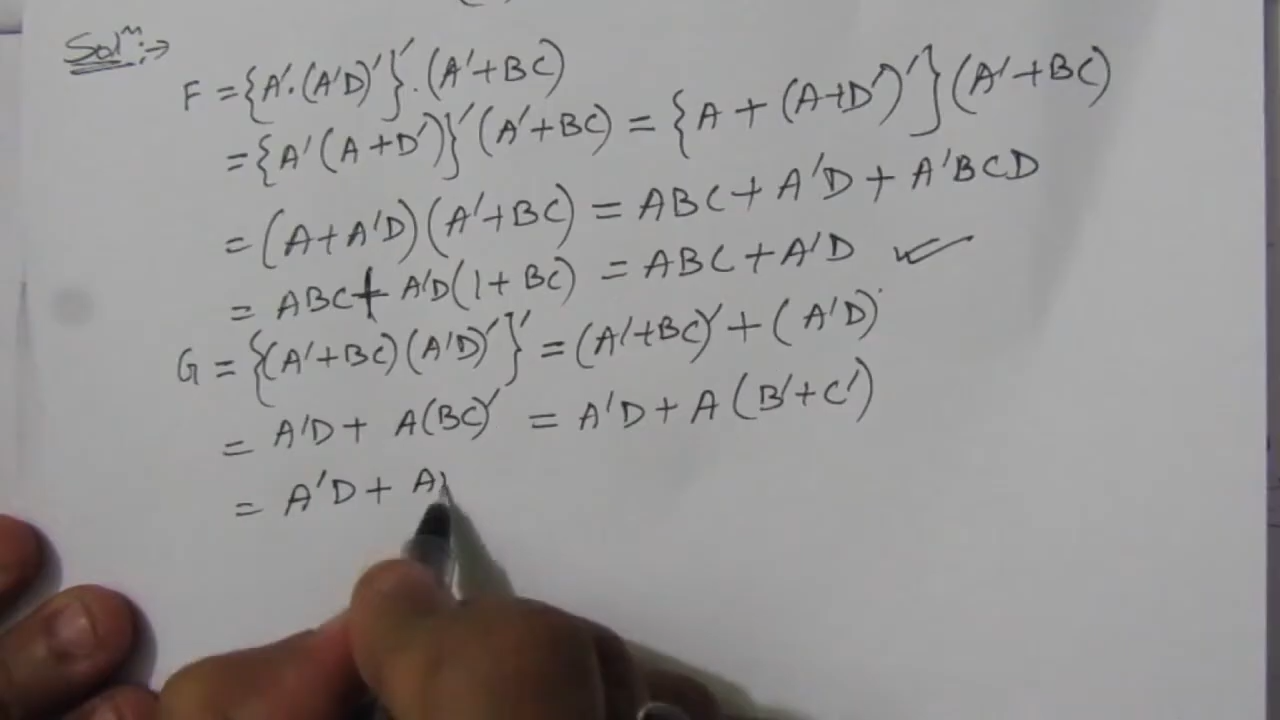 Solⁿ:→
F = {A'.(A'D)'}'.(A'+BC)
= {A'(A+D')}'(A'+BC) = {A + (A+D')'}(A'+BC)
= (A+A'D)(A'+BC) = ABC + A'D + A'BCD
= ABC + A'D(1+BC) = ABC + A'D ✓
G = {(A'+BC)(A'D)'}' = (A'+BC)' + (A'D)
= A'D + A(BC)' = A'D + A(B'+C')
= A'D + A